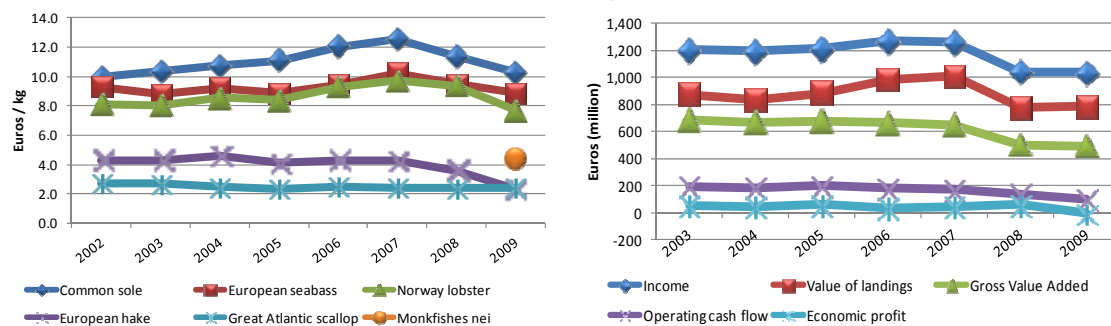 14.0
12.0
10.0
8.0
6.0
4.0
2.0
0.0
Euros / kg
2002 2003 2004 2005 2006 2007 2008 2009
Common sole European seabass Norway lobster
European hake Great Atlantic scallop Monkfishes nei
1,400
1,200
1,000
800
600
400
200
0
-200
Euros (million)
2003 2004 2005 2006 2007 2008 2009
Income Value of landings Gross Value Added
Operating cash flow Economic profit